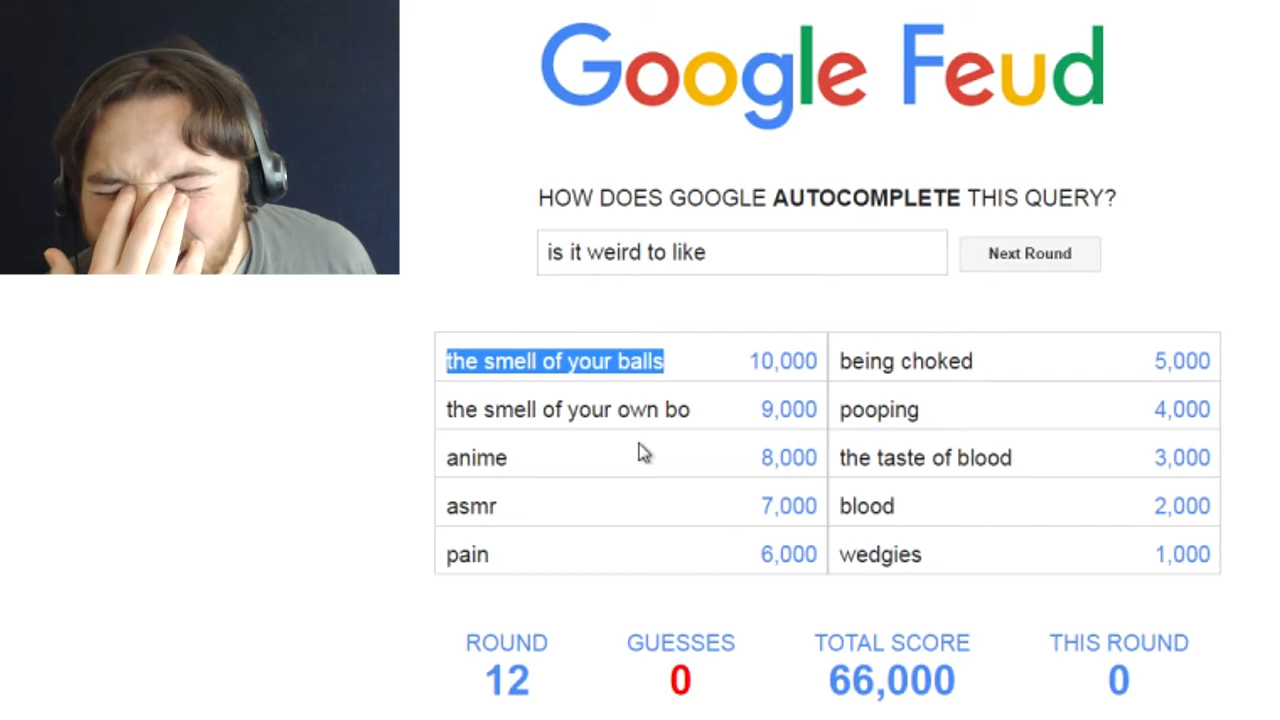 Google Feud
HOW DOES GOOGLE AUTOCOMPLETE THIS QUERY?
is it weird to like
Next Round
the smell of your balls 10,000
being choked 5,000
the smell of your own bo 9,000
pooping 4,000
anime 8,000
the taste of blood 3,000
asmr 7,000
blood 2,000
pain 6,000
wedgies 1,000
ROUND GUESSES TOTAL SCORE THIS ROUND
12 0 66,000 0